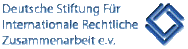 Deutsche Stiftung Für
Internationale Rechtliche
Zusammenarbeit e.v.